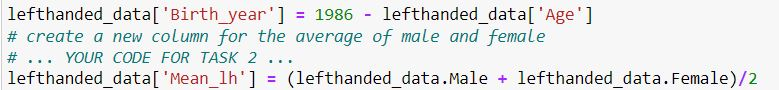 lefthanded_data['Birth_year'] = 1986 - lefthanded_data['Age']
# create a new column for the average of male and female
# ... YOUR CODE FOR TASK 2 ...
lefthanded_data['Mean_lh'] = (lefthanded_data.Male + lefthanded_data.Female)/2